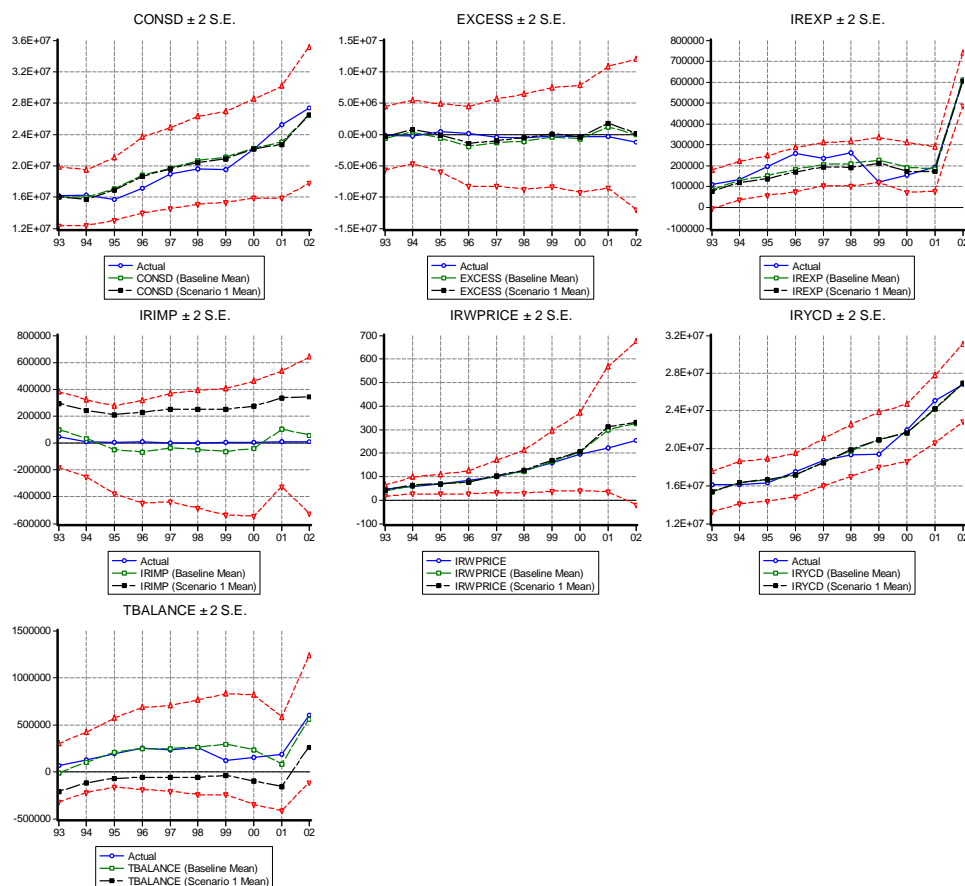 CONSD ± 2 S.E.
3.6E+07
3.2E+07
2.8E+07
2.4E+07
2.0E+07
1.6E+07
1.2E+07
93 94 95 96 97 98 99 00 01 02
Actual
CONSD (Baseline Mean)
CONSD (Scenario 1 Mean)
EXCESS ± 2 S.E.
1.5E+07
1.0E+07
5.0E+06
0.0E+00
-5.0E+06
-1.0E+07
-1.5E+07
93 94 95 96 97 98 99 00 01 02
Actual
EXCESS (Baseline Mean)
EXCESS (Scenario 1 Mean)
IREXP ± 2 S.E.
800000
700000
600000
500000
400000
300000
200000
100000
0
-100000
93 94 95 96 97 98 99 00 01 02
Actual
IREXP (Baseline Mean)
IREXP (Scenario 1 Mean)
IRIMP ± 2 S.E.
800000
600000
400000
200000
0
-200000
-400000
-600000
93 94 95 96 97 98 99 00 01 02
Actual
IRIMP (Baseline Mean)
IRIMP (Scenario 1 Mean)
IRWPRICE ± 2 S.E.
700
600
500
400
300
200
100
0
-100
93 94 95 96 97 98 99 00 01 02
IRWPRICE
IRWPRICE (Baseline Mean)
IRWPRICE (Scenario 1 Mean)
IRYCD ± 2 S.E.
3.2E+07
2.8E+07
2.4E+07
2.0E+07
1.6E+07
1.2E+07
93 94 95 96 97 98 99 00 01 02
Actual
IRYCD (Baseline Mean)
IRYCD (Scenario 1 Mean)
TBALANCE ± 2 S.E.
1500000
1000000
500000
0
-500000
93 94 95 96 97 98 99 00 01 02
Actual
TBALANCE (Baseline Mean)
TBALANCE (Scenario 1 Mean)